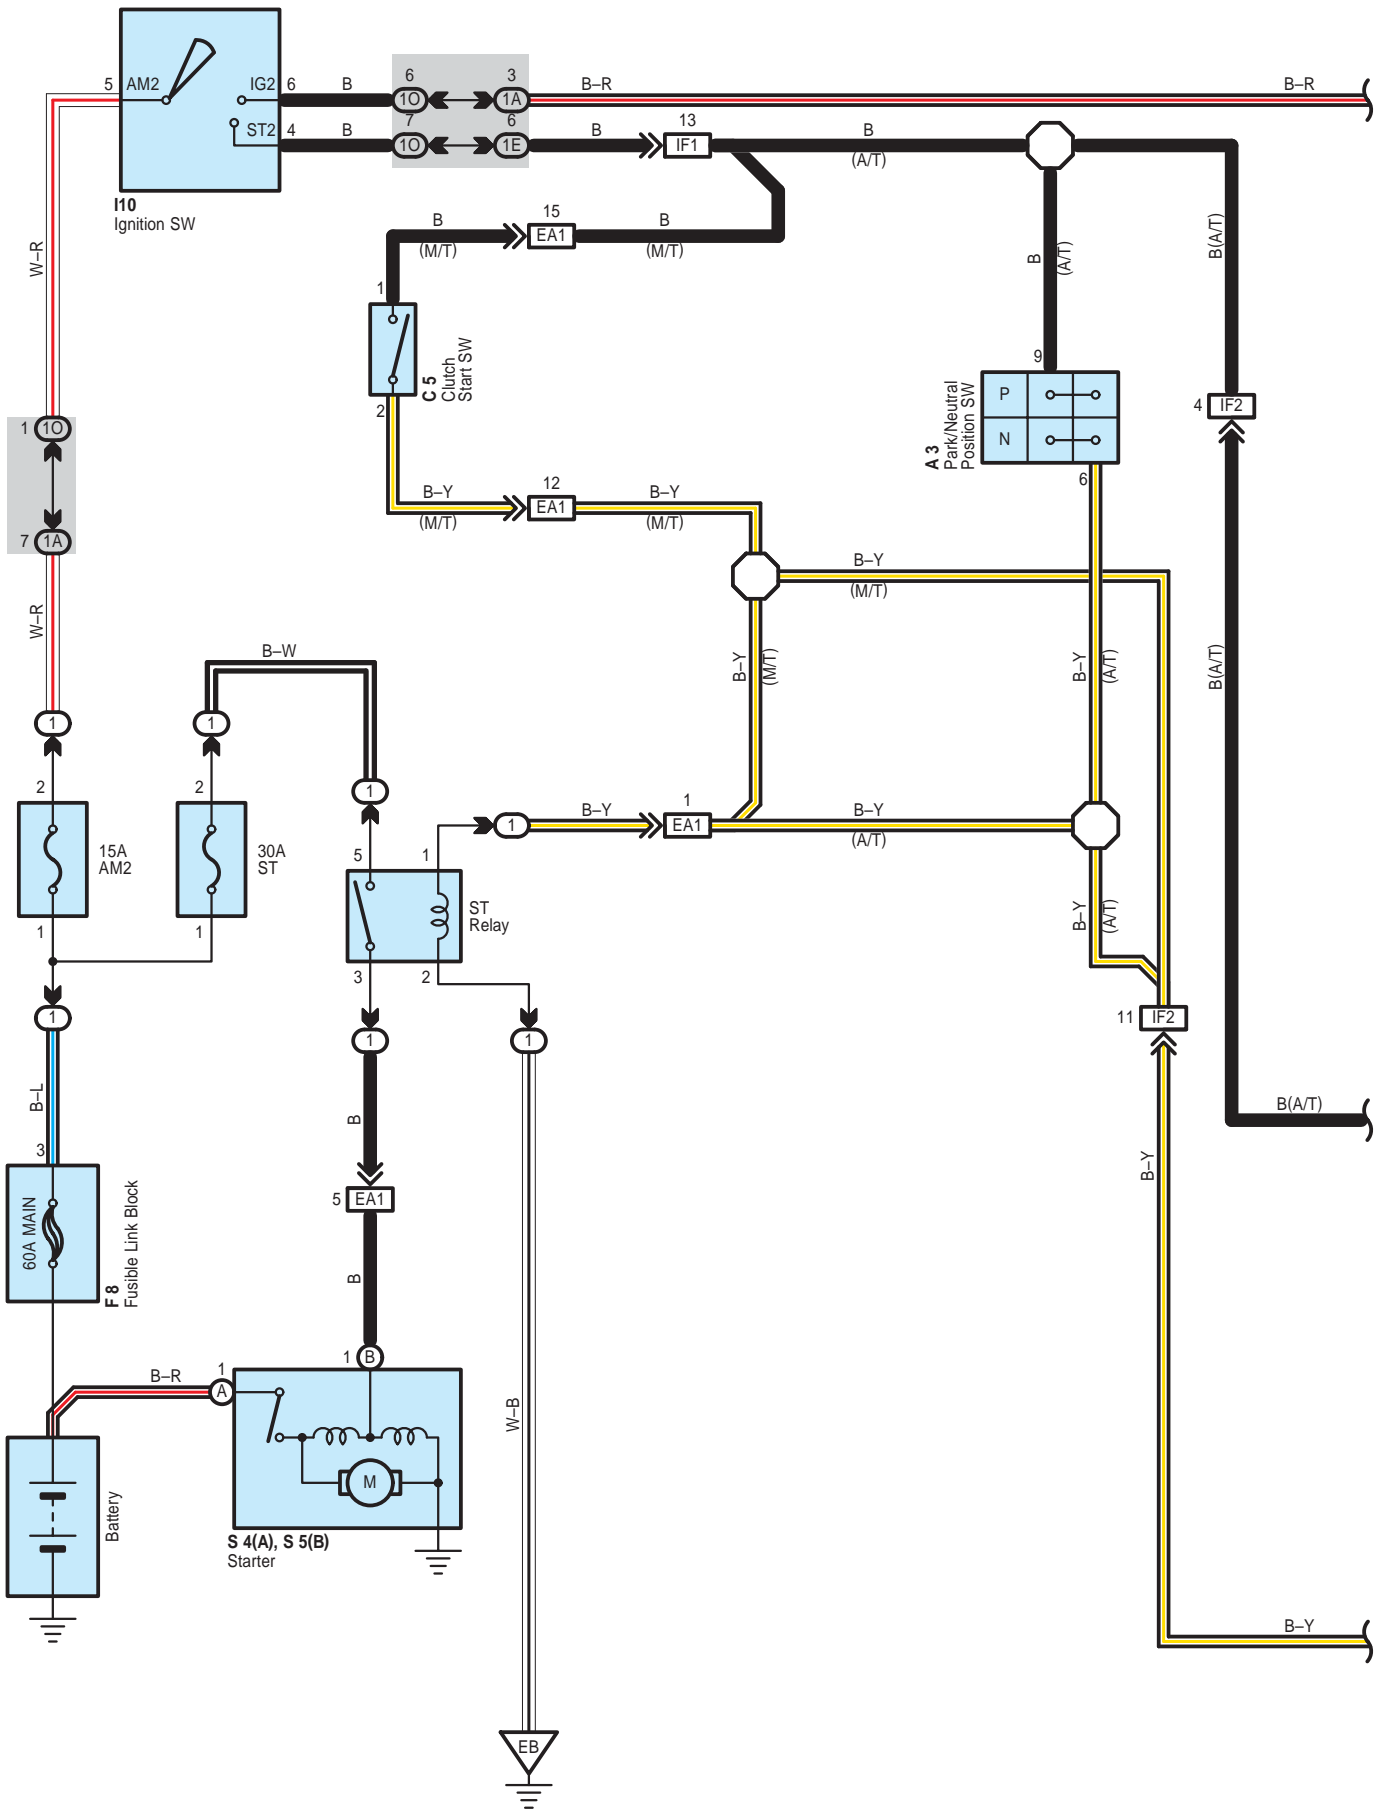 5 AM2 IG2 6 B 6 3 B–R B–R
1O 1A
ST2 4 B 7 6 B 13 B
1O 1E IF1 (A/T)
I10
Ignition SW
W–R
B 15 B
(M/T) EA1 (M/T)
B (A/T)
B(A/T)
1
C 5
Clutch
Start SW
2
9
P
N
A 3
Park/Neutral
Position SW
6
4 IF2
1 1O
7 1A
B–Y 12 B–Y
(M/T) EA1 (M/T)
B–Y
(M/T)
W–R
B–W
B–Y (M/T)
B–Y (A/T)
B(A/T)
1
1
1
2
15A
AM2
1
2
30A
ST
1
5 1
ST
Relay
3 2
1 B–Y 1 B–Y
EA1 (A/T)
B–Y (A/T)
11 IF2
1
1
1
B–L
3
60A MAIN
F 8
Fusible Link Block
B
5 EA1
B
B(A/T)
B–Y
1 B
B–R 1
A
M
S 4(A), S 5(B)
Starter
Battery
W–B
B–Y
EB